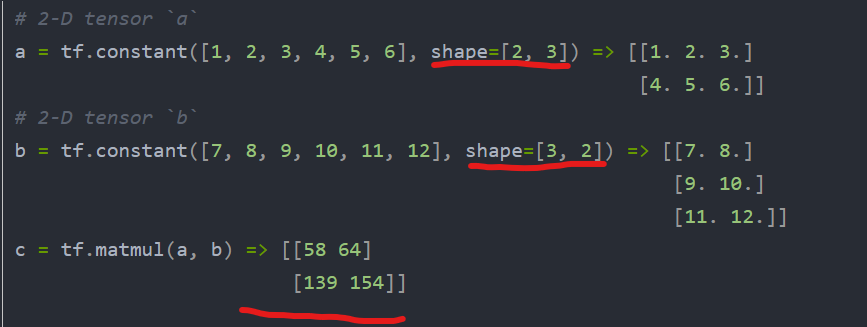 # 2-D tensor `a`
a = tf.constant([1, 2, 3, 4, 5, 6], shape=[2, 3]) => [[1. 2. 3.]
[4. 5. 6.]]
# 2-D tensor `b`
b = tf.constant([7, 8, 9, 10, 11, 12], shape=[3, 2]) => [[7. 8.]
[9. 10.]
[11. 12.]]
c = tf.matmul(a, b) => [[58 64]
[139 154]]